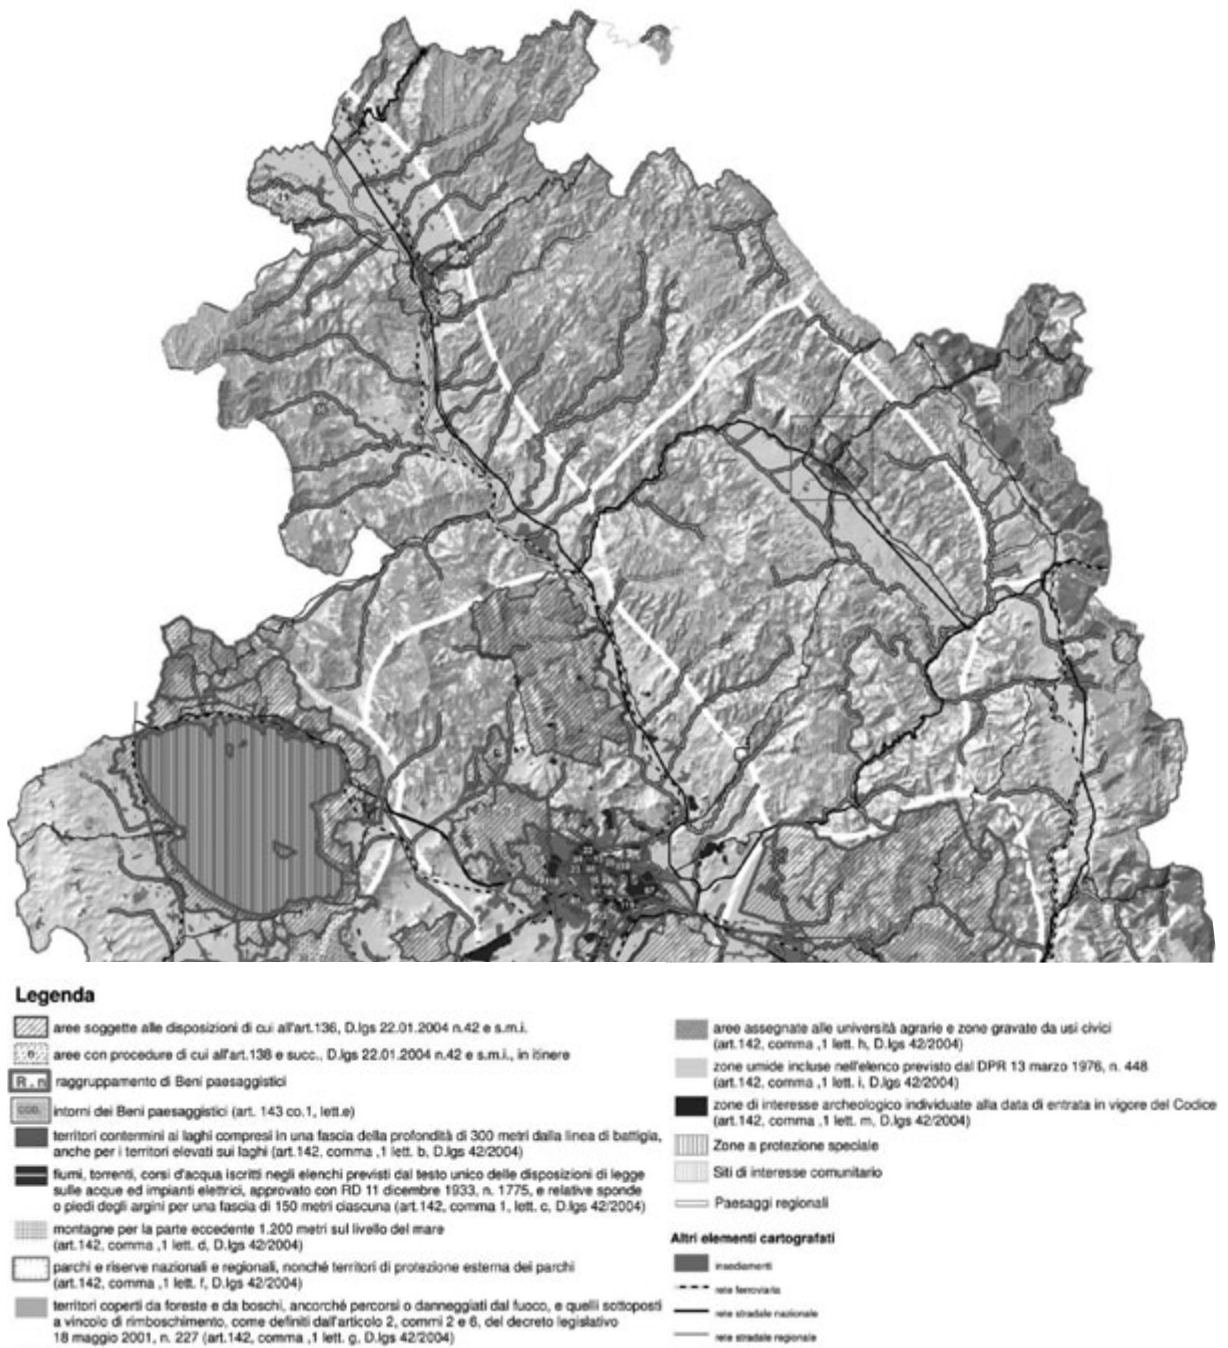 Legenda
aree soggette alle disposizioni di cui all'art.136, D.lgs 22.01.2004 n.42 e s.m.i.
aree con procedure di cui all'art.138 e succ., D.lgs 22.01.2004 n.42 e s.m.i., in itinere
R.n raggruppamento di Beni paesaggistici
COD. intorni dei Beni paesaggistici (art. 143 co.1, lett.e)
territori contermini ai laghi compresi in una fascia della profondità di 300 metri dalla linea di battigia,
anche per i territori elevati sui laghi (art.142, comma ,1 lett. b, D.lgs 42/2004)
fiumi, torrenti, corsi d'acqua iscritti negli elenchi previsti dal testo unico delle disposizioni di legge
sulle acque ed impianti elettrici, approvato con RD 11 dicembre 1933, n. 1775, e relative sponde
o piedi degli argini per una fascia di 150 metri ciascuna (art.142, comma 1, lett. c, D.lgs 42/2004)
montagne per la parte eccedente 1.200 metri sul livello del mare
(art.142, comma ,1 lett. d, D.lgs 42/2004)
parchi e riserve nazionali e regionali, nonché territori di protezione esterna dei parchi
(art.142, comma ,1 lett. f, D.lgs 42/2004)
territori coperti da foreste e da boschi, ancorché percorsi o danneggiati dal fuoco, e quelli sottoposti
a vincolo di rimboschimento, come definiti dall'articolo 2, commi 2 e 6, del decreto legislativo
18 maggio 2001, n. 227 (art.142, comma ,1 lett. g, D.lgs 42/2004)
aree assegnate alle università agrarie e zone gravate da usi civici
(art.142, comma ,1 lett. h, D.lgs 42/2004)
zone umide incluse nell'elenco previsto dal DPR 13 marzo 1976, n. 448
(art.142, comma ,1 lett. i, D.lgs 42/2004)
zone di interesse archeologico individuate alla data di entrata in vigore del Codice
(art.142, comma ,1 lett. m, D.lgs 42/2004)
Zone a protezione speciale
Siti di interesse comunitario
Paesaggi regionali
Altri elementi cartografati
insediamenti
rete ferroviaria
rete stradale nazionale
rete stradale regionale